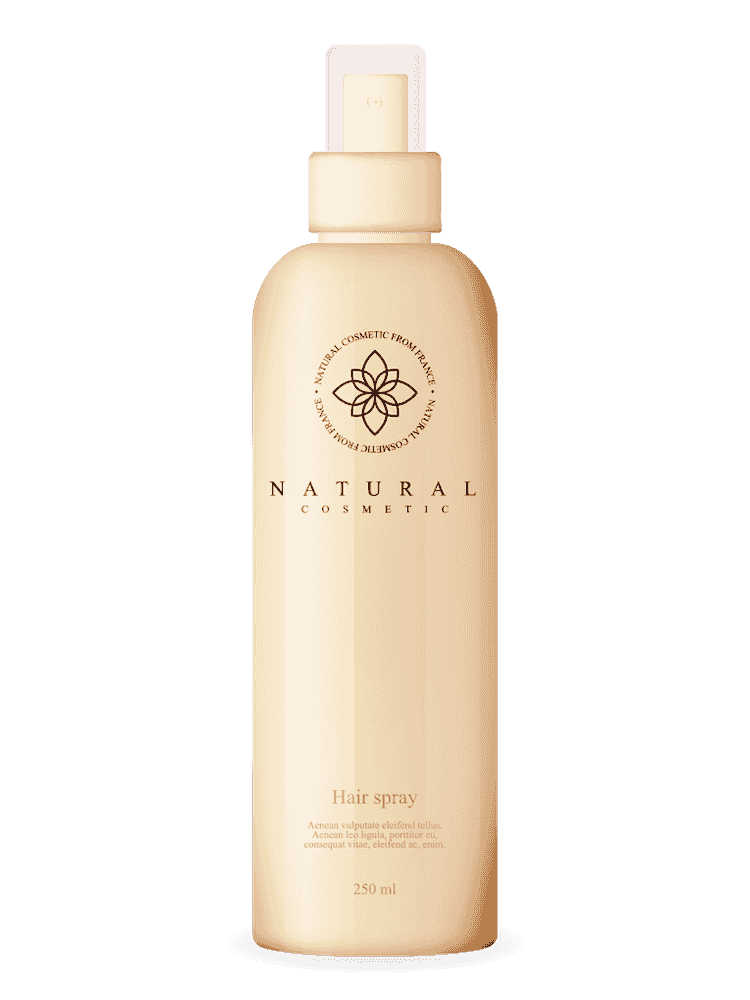 NATURAL COSMETIC FROM FRANCE • NATURAL COSMETIC FROM FRANCE •
NATURAL
COSMETIC
Hair spray
Aenean vulputate eleifend tellus.
Aenean leo ligula, porttitor eu,
consequat vitae, eleifend ac, enim.
250 ml